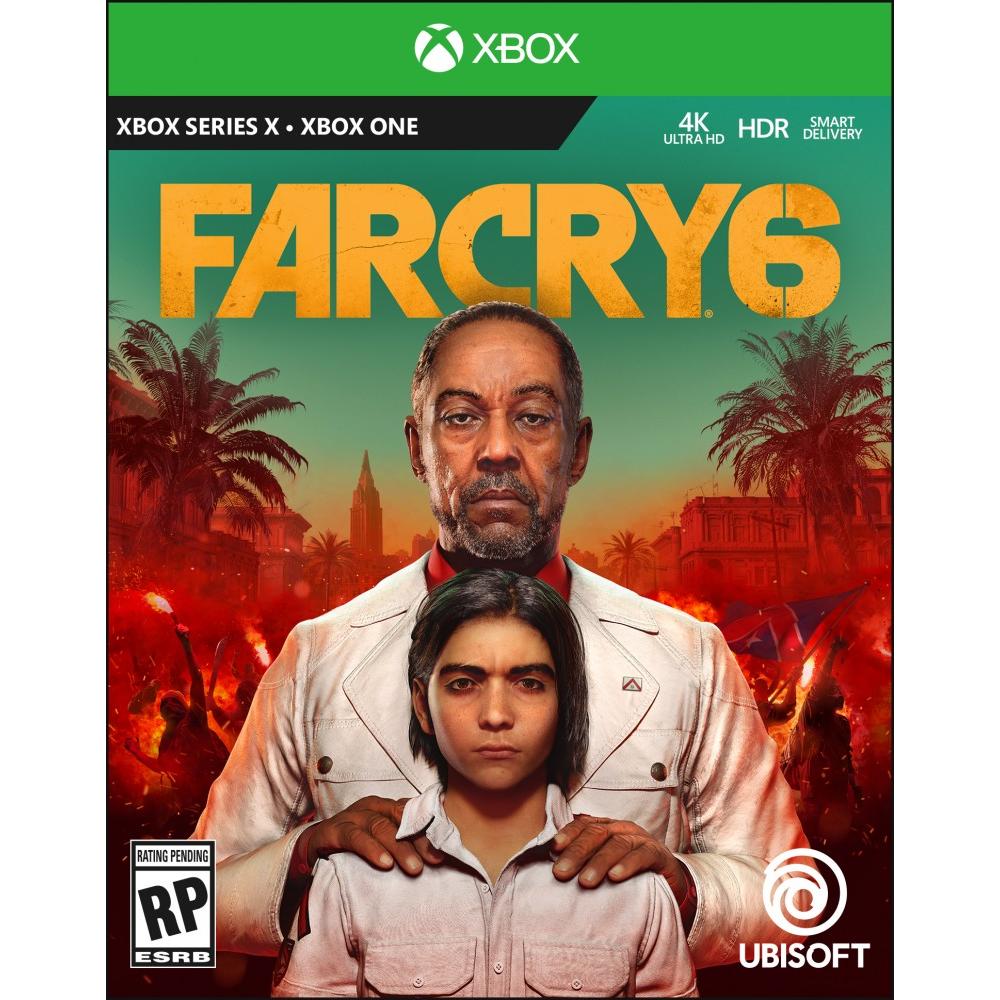 XBOX
XBOX SERIES X • XBOX ONE
4K
ULTRA HD
HDR
SMART
DELIVERY
FARCRY6®
RATING PENDING
RP
ESRB
UBISOFT